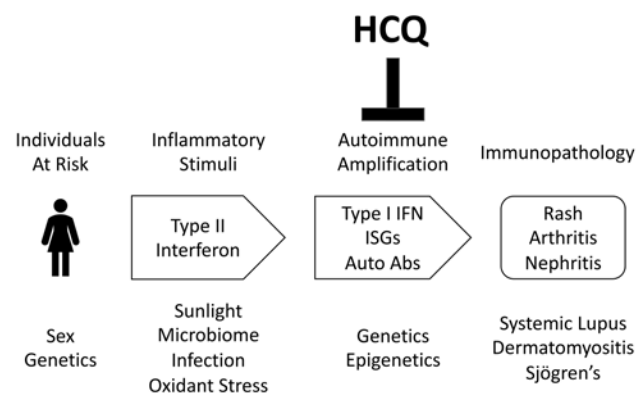 HCQ
Individuals
At Risk
Inflammatory
Stimuli
Autoimmune
Amplification
Immunopathology
Type II
Interferon
Type I IFN
ISGs
Auto Abs
Rash
Arthritis
Nephritis
Sex
Genetics
Sunlight
Microbiome
Infection
Oxidant Stress
Genetics
Epigenetics
Systemic Lupus
Dermatomyositis
Sjögren's